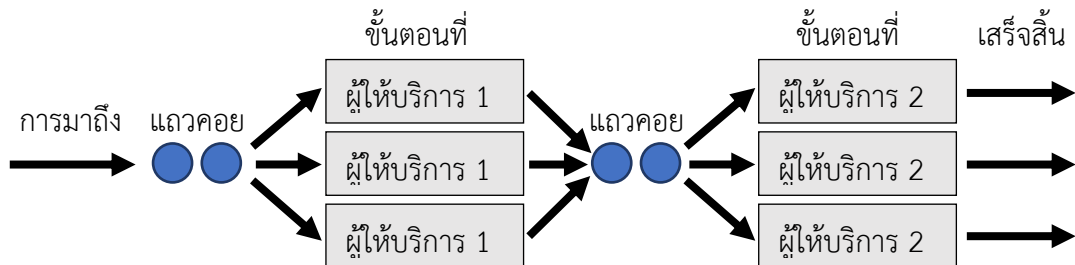 ขั้นตอนที่
ขั้นตอนที่
เสร็จสิ้น
การมาถึง
แถวคอย
ผู้ให้บริการ 1
ผู้ให้บริการ 1
ผู้ให้บริการ 1
แถวคอย
ผู้ให้บริการ 2
ผู้ให้บริการ 2
ผู้ให้บริการ 2